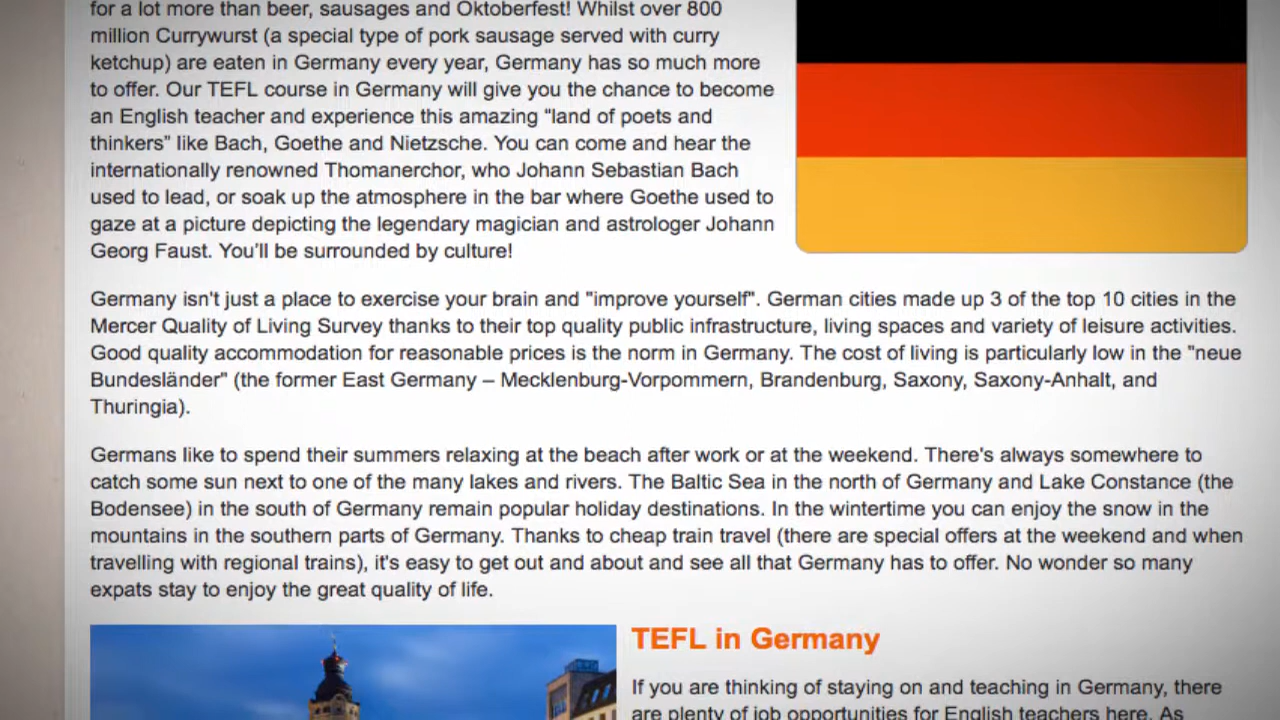 for a lot more than beer, sausages and Oktoberfest! Whilst over 800
million Currywurst (a special type of pork sausage served with curry
ketchup) are eaten in Germany every year, Germany has so much more
to offer. Our TEFL course in Germany will give you the chance to become
an English teacher and experience this amazing “land of poets and
thinkers” like Bach, Goethe and Nietzsche. You can come and hear the
internationally renowned Thomanerchor, who Johann Sebastian Bach
used to lead, or soak up the atmosphere in the bar where Goethe used to
gaze at a picture depicting the legendary magician and astrologer Johann
Georg Faust. You'll be surrounded by culture!
Germany isn't just a place to exercise your brain and "improve yourself". German cities made up 3 of the top 10 cities in the
Mercer Quality of Living Survey thanks to their top quality public infrastructure, living spaces and variety of leisure activities.
Good quality accommodation for reasonable prices is the norm in Germany. The cost of living is particularly low in the "neue
Bundesländer" (the former East Germany – Mecklenburg-Vorpommern, Brandenburg, Saxony, Saxony-Anhalt, and
Thuringia).
Germans like to spend their summers relaxing at the beach after work or at the weekend. There's always somewhere to
catch some sun next to one of the many lakes and rivers. The Baltic Sea in the north of Germany and Lake Constance (the
Bodensee) in the south of Germany remain popular holiday destinations. In the wintertime you can enjoy the snow in the
mountains in the southern parts of Germany. Thanks to cheap train travel (there are special offers at the weekend and when
travelling with regional trains), it's easy to get out and about and see all that Germany has to offer. No wonder so many
expats stay to enjoy the great quality of life.
TEFL in Germany
If you are thinking of staying on and teaching in Germany, there
are plenty of job opportunities for English teachers here. As